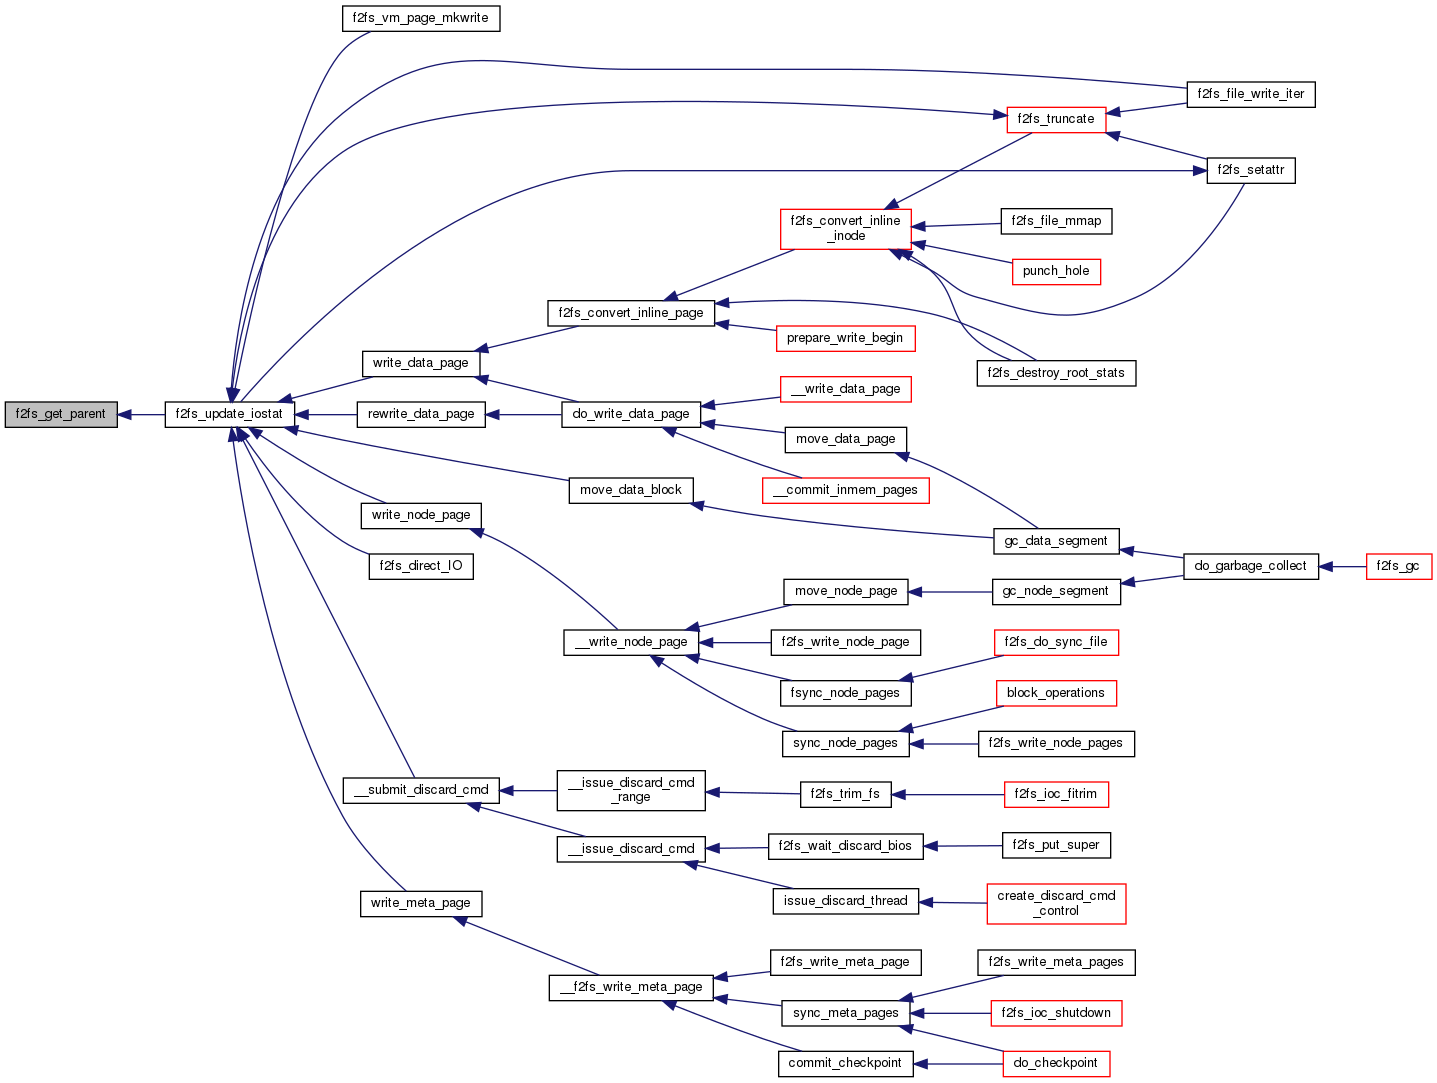 f2fs_vm_page_mkwrite
f2fs_file_write_iter
f2fs_truncate
f2fs_setattr
f2fs_convert_inline
_inode
f2fs_file_mmap
punch_hole
f2fs_convert_inline_page
prepare_write_begin
write_data_page
f2fs_destroy_root_stats
__write_data_page
f2fs_get_parent
f2fs_update_iostat
rewrite_data_page
do_write_data_page
move_data_page
move_data_block
__commit_inmem_pages
write_node_page
gc_data_segment
f2fs_direct_IO
do_garbage_collect
f2fs_gc
move_node_page
gc_node_segment
__write_node_page
f2fs_write_node_page
f2fs_do_sync_file
fsync_node_pages
block_operations
sync_node_pages
f2fs_write_node_pages
__submit_discard_cmd
__issue_discard_cmd
_range
f2fs_trim_fs
f2fs_ioc_fitrim
__issue_discard_cmd
f2fs_wait_discard_bios
f2fs_put_super
issue_discard_thread
create_discard_cmd
_control
write_meta_page
f2fs_write_meta_page
f2fs_write_meta_pages
__f2fs_write_meta_page
sync_meta_pages
f2fs_ioc_shutdown
commit_checkpoint
do_checkpoint